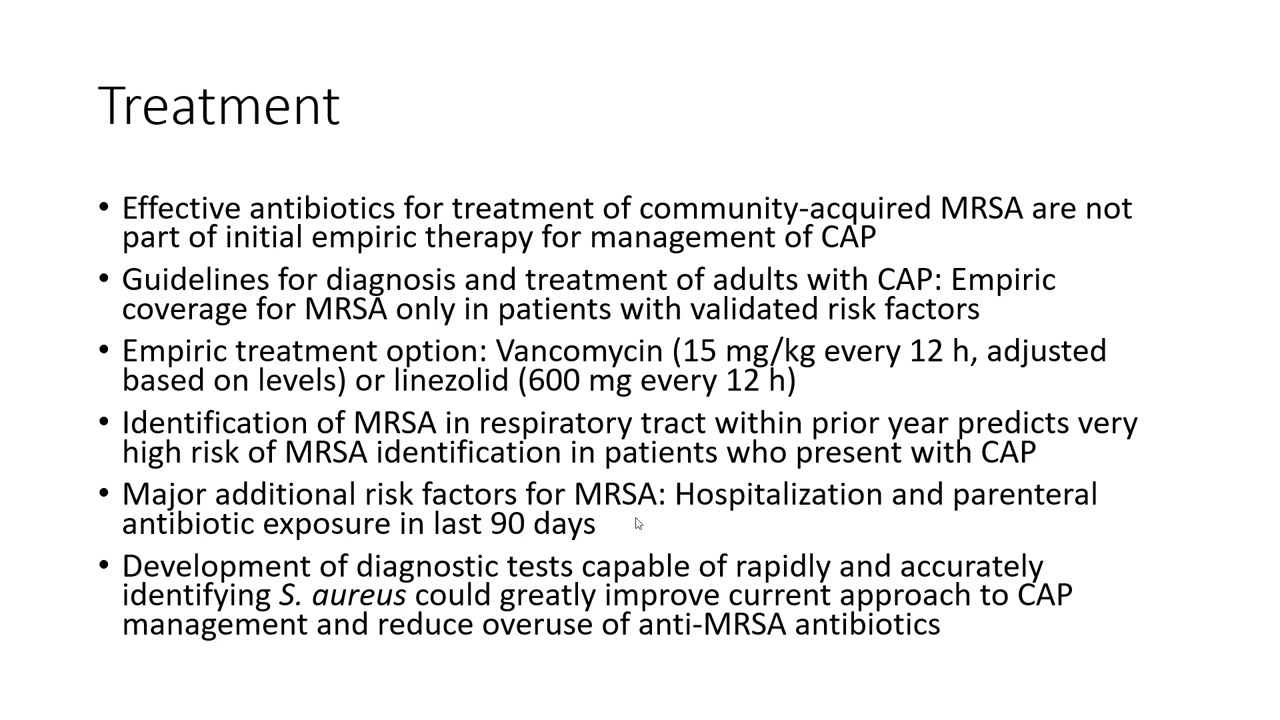 Treatment
• Effective antibiotics for treatment of community-acquired MRSA are not
part of initial empiric therapy for management of CAP
• Guidelines for diagnosis and treatment of adults with CAP: Empiric
coverage for MRSA only in patients with validated risk factors
• Empiric treatment option: Vancomycin (15 mg/kg every 12 h, adjusted
based on levels) or linezolid (600 mg every 12 h)
• Identification of MRSA in respiratory tract within prior year predicts very
high risk of MRSA identification in patients who present with CAP
• Major additional risk factors for MRSA: Hospitalization and parenteral
antibiotic exposure in last 90 days
• Development of diagnostic tests capable of rapidly and accurately
identifying S. aureus could greatly improve current approach to CAP
management and reduce overuse of anti-MRSA antibiotics